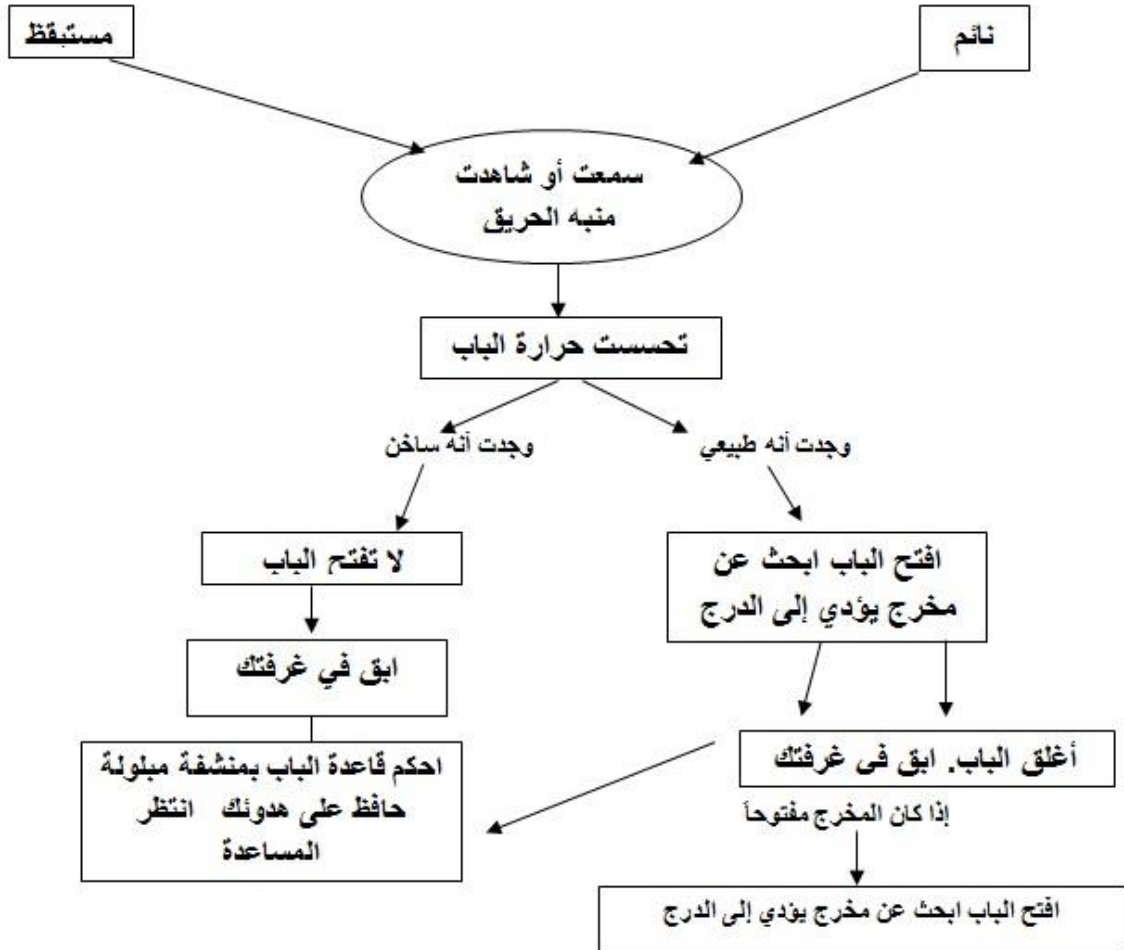 نائم
مستبقظ
سمعت أو شاهدت
منبه الحريق
تحسست حرارة الباب
وجدت أنه طبيعي
وجدت أنه ساخن
افتح الباب ابحث عن
مخرج يؤدي إلى الدرج
لا تفتح الباب
ابق في غرفتك
أغلق الباب. ابق في غرفتك
احكم قاعدة الباب بمنشفة مبلولة
حافظ على هدوئك انتظر
المساعدة
إذا كان المخرج مفتوحاً
افتح الباب ابحث عن مخرج يؤدي إلى الدرج